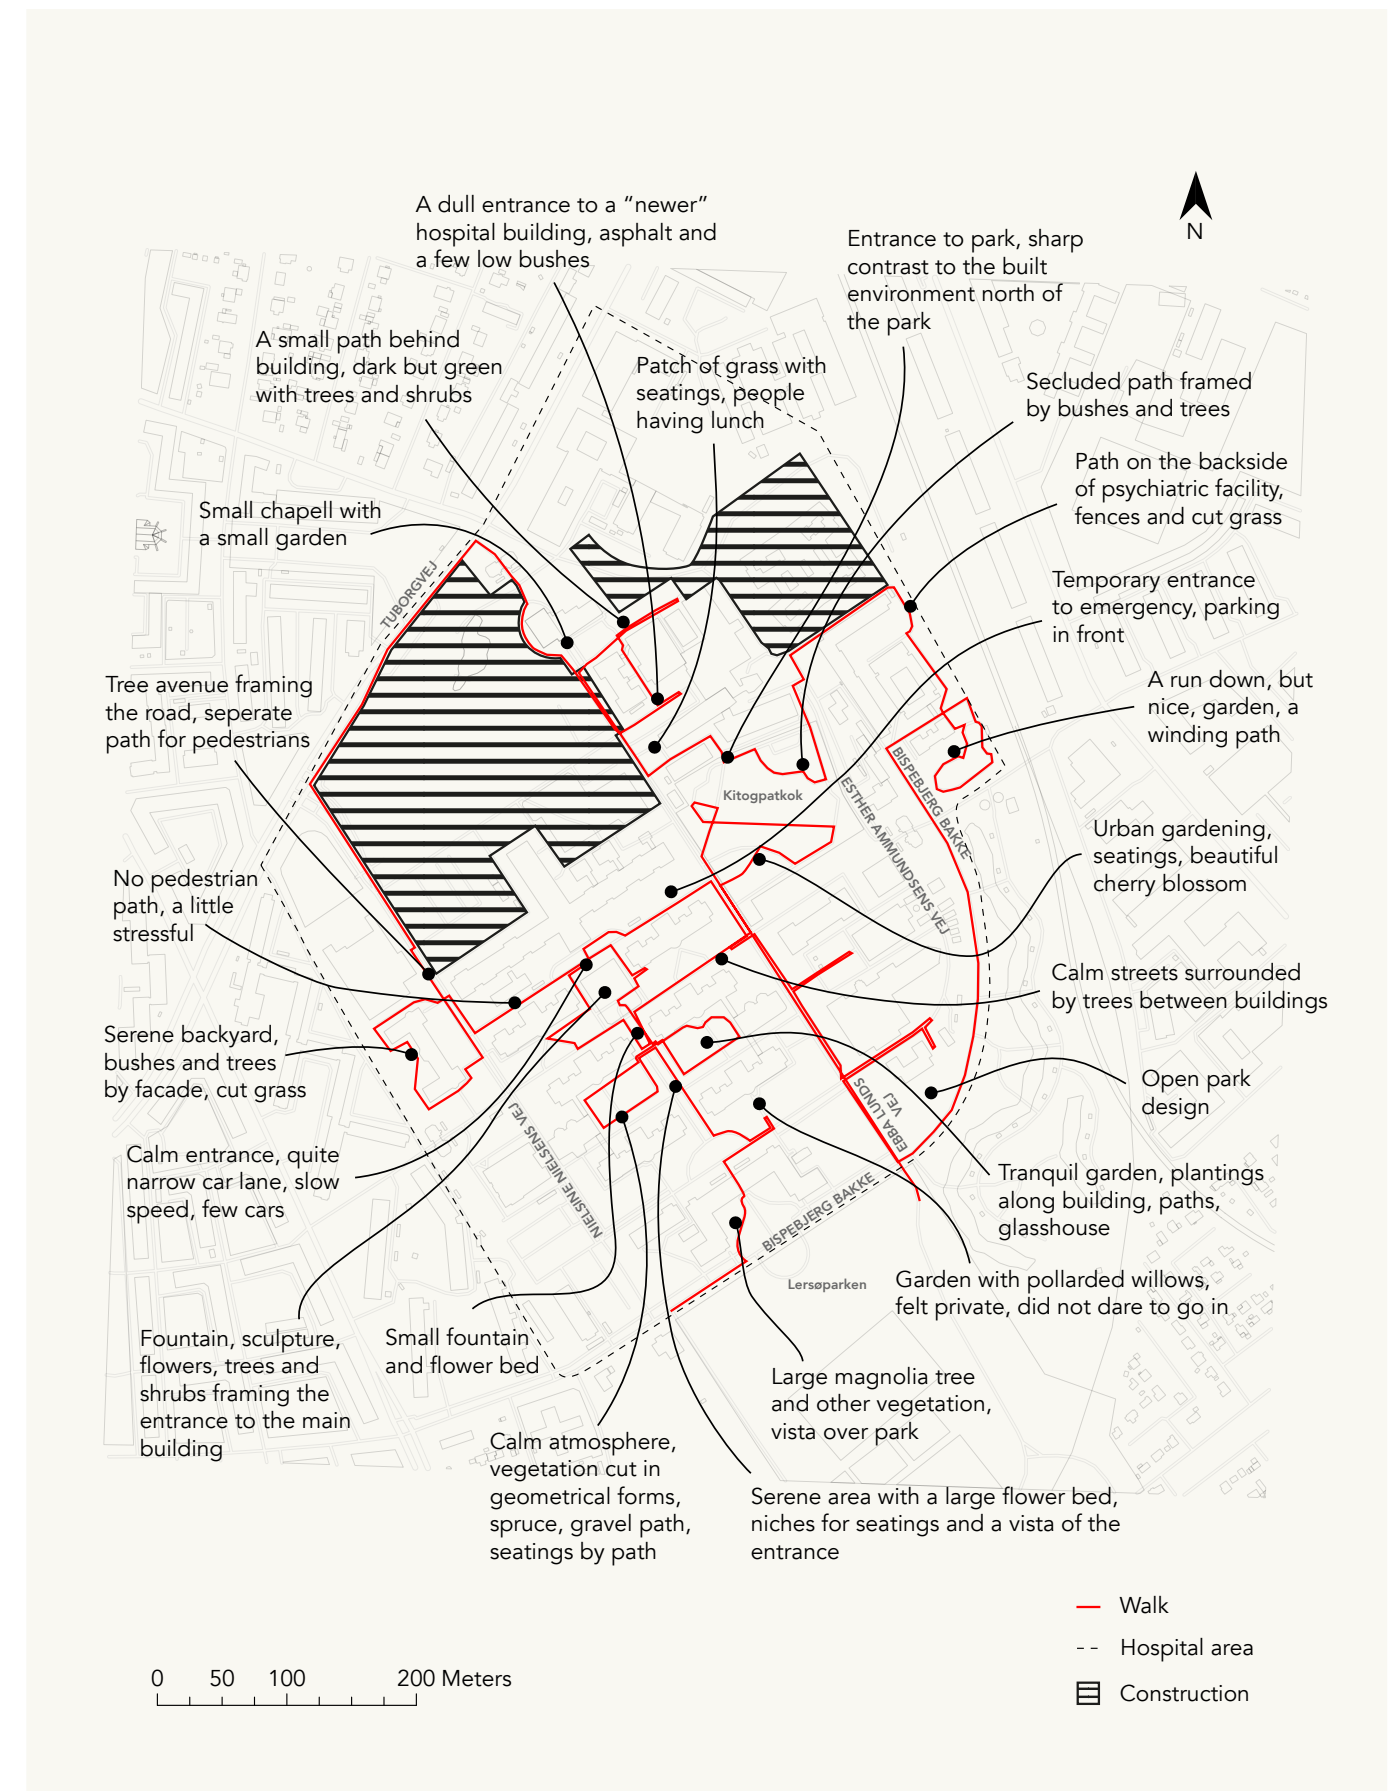 A dull entrance to a “newer”
hospital building, asphalt and
a few low bushes
N
Entrance to park, sharp
contrast to the built
environment north of
the park
A small path behind
building, dark but green
with trees and shrubs
Patch of grass with
seatings, people
having lunch
Secluded path framed
by bushes and trees
Path on the backside
of psychiatric facility,
fences and cut grass
Small chapell with
a small garden
TUBORGVEJ
Temporary entrance
to emergency, parking
in front
Tree avenue framing
the road, seperate
path for pedestrians
A run down, but
nice, garden, a
winding path
BISPEBJERG BAKKE
ESTHER AMMUNDSENS VEJ
Kitogpatkok
Urban gardening,
seatings, beautiful
cherry blossom
No pedestrian
path, a little
stressful
Calm streets surrounded
by trees between buildings
Serene backyard,
bushes and trees
by facade, cut grass
Open park
design
EBBA LUNDS
VEJ
NIELSINE NIELSENS VEJ
Calm entrance, quite
narrow car lane, slow
speed, few cars
Tranquil garden, plantings
along building, paths,
glasshouse
BISPEBJERG BAKKE
Lersøparken
Garden with pollarded willows,
felt private, did not dare to go in
Fountain, sculpture,
flowers, trees and
shrubs framing the
entrance to the main
building
Small fountain
and flower bed
Large magnolia tree
and other vegetation,
vista over park
Calm atmosphere,
vegetation cut in
geometrical forms,
spruce, gravel path,
seatings by path
Serene area with a large flower bed,
niches for seatings and a vista of the
entrance
Walk
Hospital area
Construction
0 50 100 200 Meters